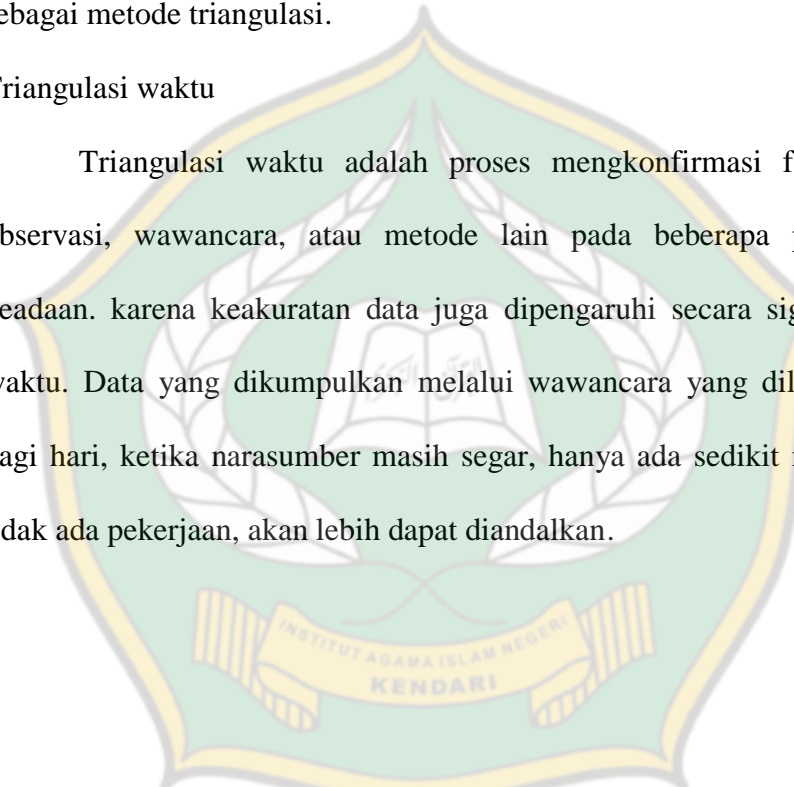 ebagai metode triangulasi.
Triangulasi waktu
Triangulasi waktu adalah proses mengkonfirmasi f
bservasi, wawancara, atau metode lain pada beberapa p
eadaan. karena keakuratan data juga dipengaruhi secara sig
waktu. Data yang dikumpulkan melalui wawancara yang dil
agi hari, ketika narasumber masih segar, hanya ada sedikit
dak ada pekerjaan, akan lebih dapat diandalkan.
INSTITUT AGAMA ISLAM NEGERI
KENDARI